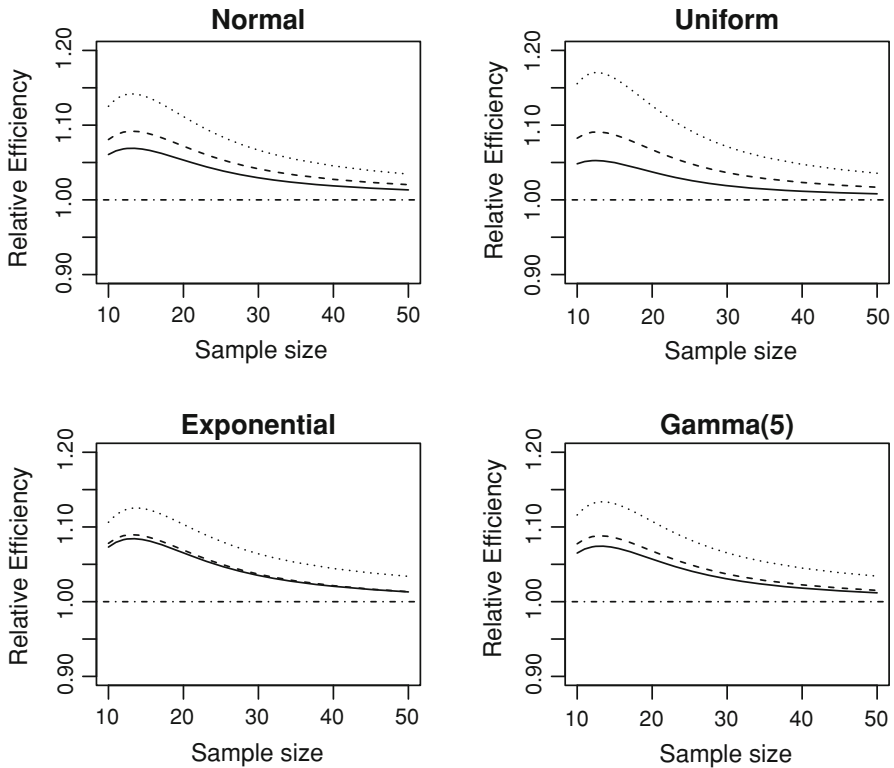 Normal
Relative Efficiency
0.90 1.00 1.10 1.20
10 20 30 40 50
Sample size
Uniform
Relative Efficiency
0.90 1.00 1.10 1.20
10 20 30 40 50
Sample size
Exponential
Relative Efficiency
0.90 1.00 1.10 1.20
10 20 30 40 50
Sample size
Gamma(5)
Relative Efficiency
0.90 1.00 1.10 1.20
10 20 30 40 50
Sample size